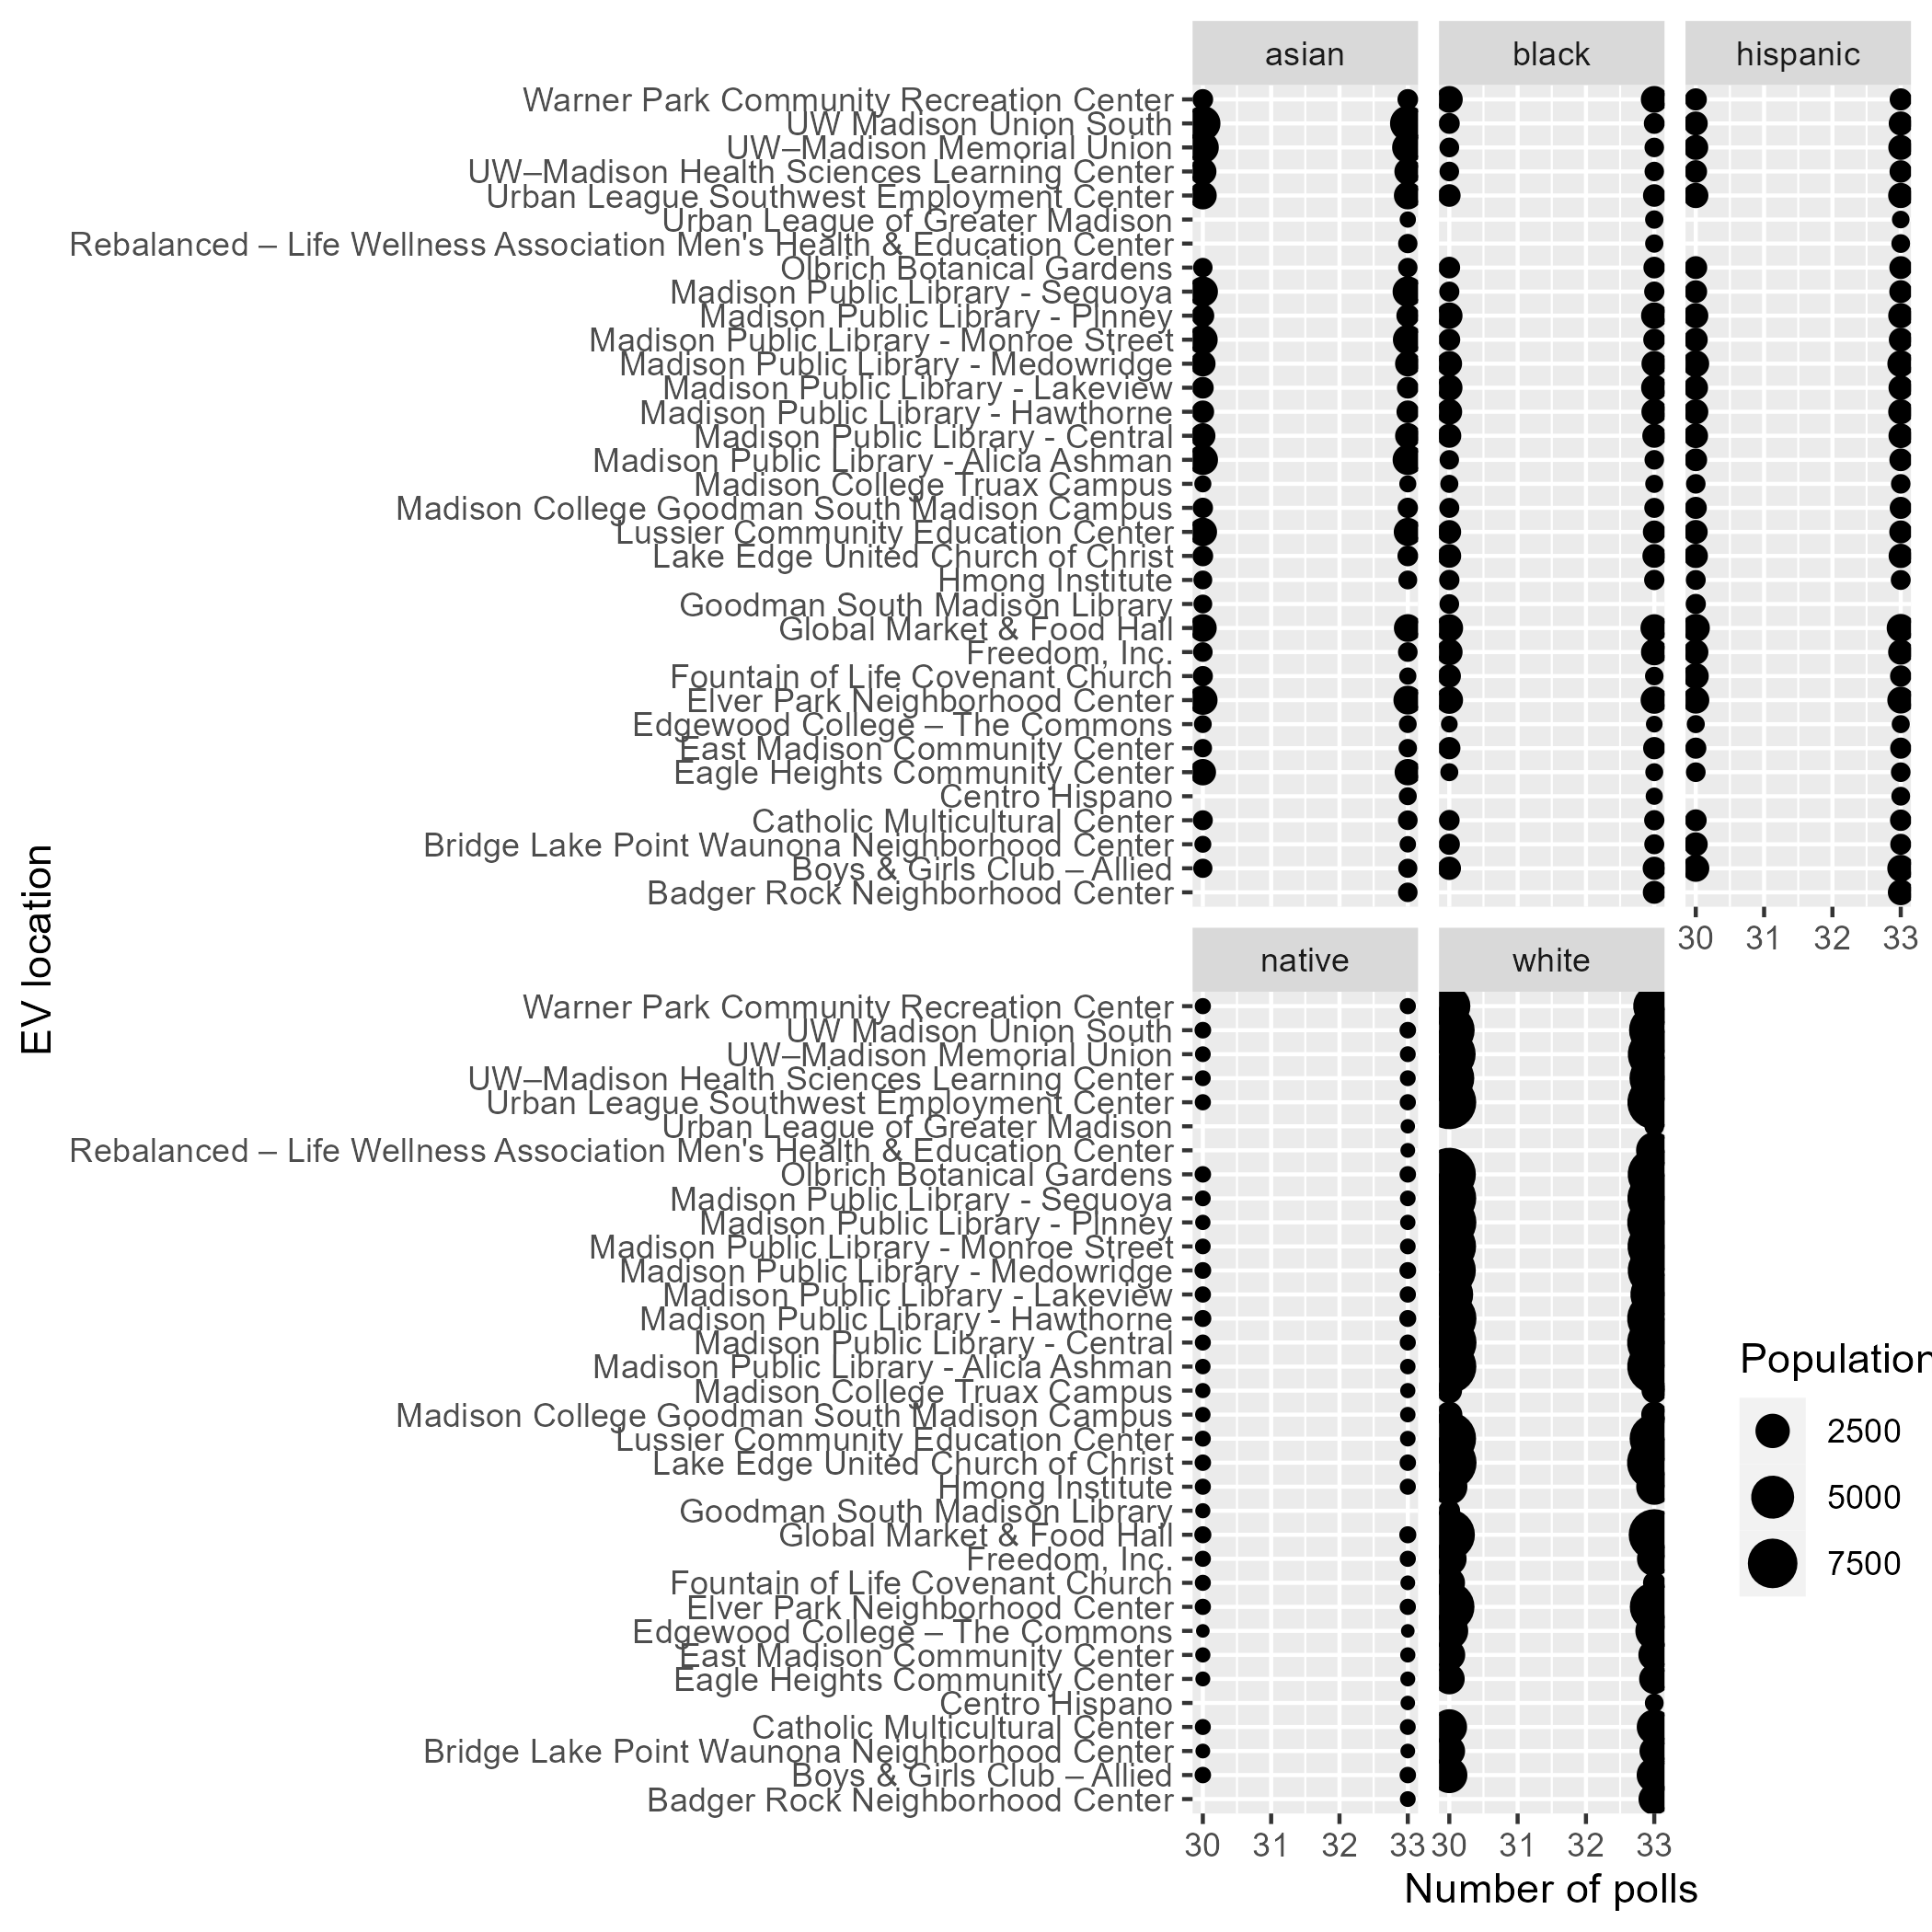 asian black hispanic
Warner Park Community Recreation Center
UW Madison Union South
UW–Madison Memorial Union
UW–Madison Health Sciences Learning Center
Urban League Southwest Employment Center
Urban League of Greater Madison
Rebalanced – Life Wellness Association Men's Health & Education Center
Olbrich Botanical Gardens
Madison Public Library - Sequoya
Madison Public Library - PInney
Madison Public Library - Monroe Street
Madison Public Library - Medowridge
Madison Public Library - Lakeview
Madison Public Library - Hawthorne
Madison Public Library - Central
Madison Public Library - Alicia Ashman
Madison College Truax Campus
Madison College Goodman South Madison Campus
Lussier Community Education Center
Lake Edge United Church of Christ
Hmong Institute
Goodman South Madison Library
Global Market & Food Hall
Freedom, Inc.
Fountain of Life Covenant Church
Elver Park Neighborhood Center
Edgewood College – The Commons
East Madison Community Center
Eagle Heights Community Center
Centro Hispano
Catholic Multicultural Center
Bridge Lake Point Waunona Neighborhood Center
Boys & Girls Club – Allied
Badger Rock Neighborhood Center
30 31 32 33
EV location
native white
Warner Park Community Recreation Center
UW Madison Union South
UW–Madison Memorial Union
UW–Madison Health Sciences Learning Center
Urban League Southwest Employment Center
Urban League of Greater Madison
Rebalanced – Life Wellness Association Men's Health & Education Center
Olbrich Botanical Gardens
Madison Public Library - Sequoya
Madison Public Library - PInney
Madison Public Library - Monroe Street
Madison Public Library - Medowridge
Madison Public Library - Lakeview
Madison Public Library - Hawthorne
Madison Public Library - Central
Madison Public Library - Alicia Ashman
Madison College Truax Campus
Madison College Goodman South Madison Campus
Lussier Community Education Center
Lake Edge United Church of Christ
Hmong Institute
Goodman South Madison Library
Global Market & Food Hall
Freedom, Inc.
Fountain of Life Covenant Church
Elver Park Neighborhood Center
Edgewood College – The Commons
East Madison Community Center
Eagle Heights Community Center
Centro Hispano
Catholic Multicultural Center
Bridge Lake Point Waunona Neighborhood Center
Boys & Girls Club – Allied
Badger Rock Neighborhood Center
30 31 32 33 30 31 32 33
Number of polls
Population
2500
5000
7500